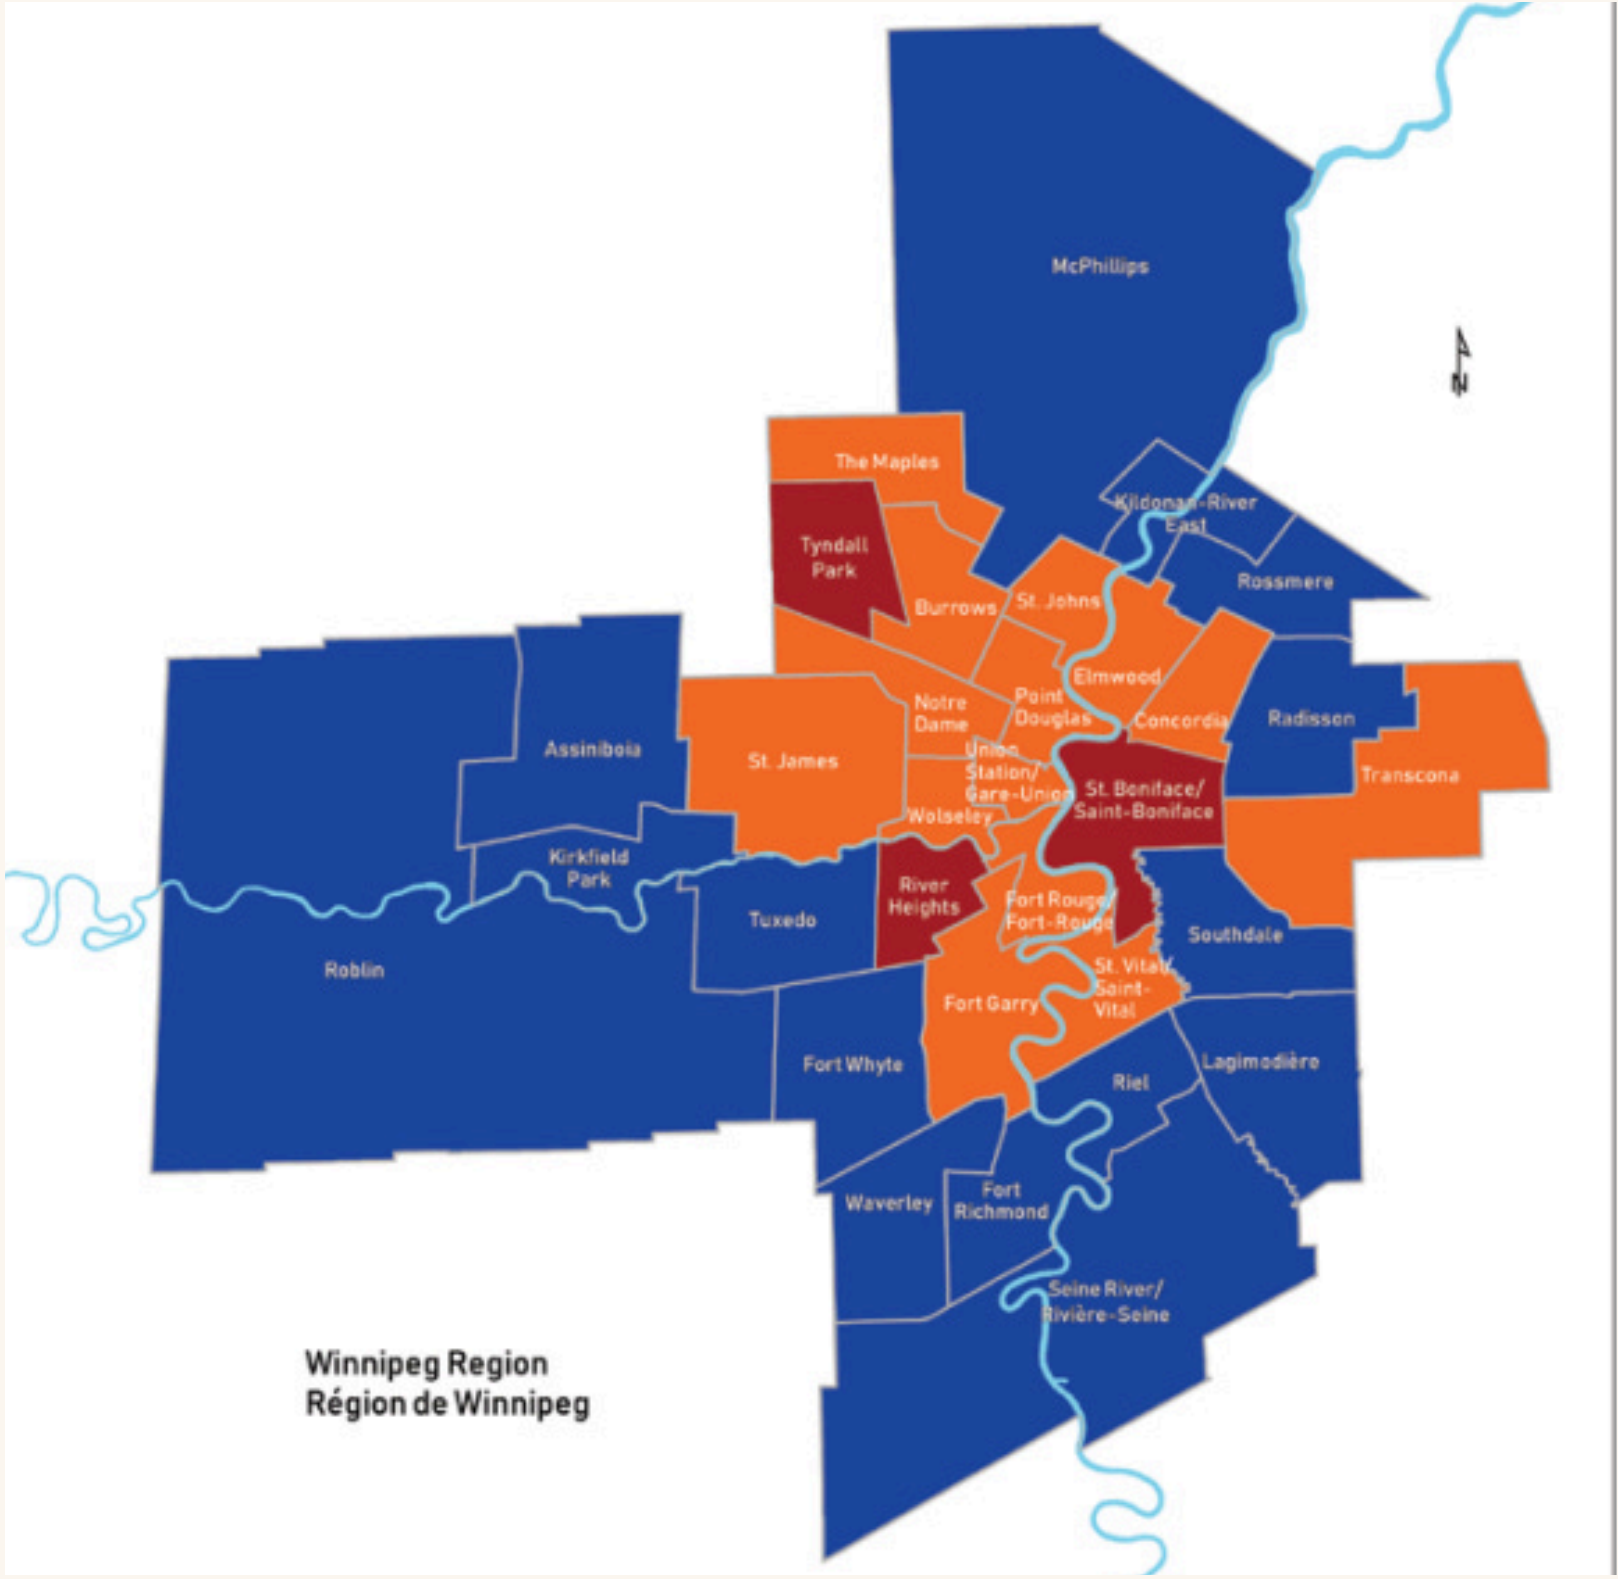 McPhillips
N
The Maples
Kildonan-River
East
Tyndall
Park
Rossmere
Burrows
St. Johns
Elmwood
Point
Douglas
Notre
Dame
Concordia
Radisson
Assiniboia
St. James
Union
Station/
Gare-Union
Transcona
St. Boniface/
Saint-Boniface
Wolseley
Kirkfield
Park
River
Heights
Fort Rouge/
Fort-Rouge
Tuxedo
Southdale
Roblin
St. Vital/
Saint-
Vital
Fort Garry
Fort Whyte
Riel
Lagimodière
Waverley
Fort
Richmond
Seine River/
Rivière-Seine
Winnipeg Region
Région de Winnipeg